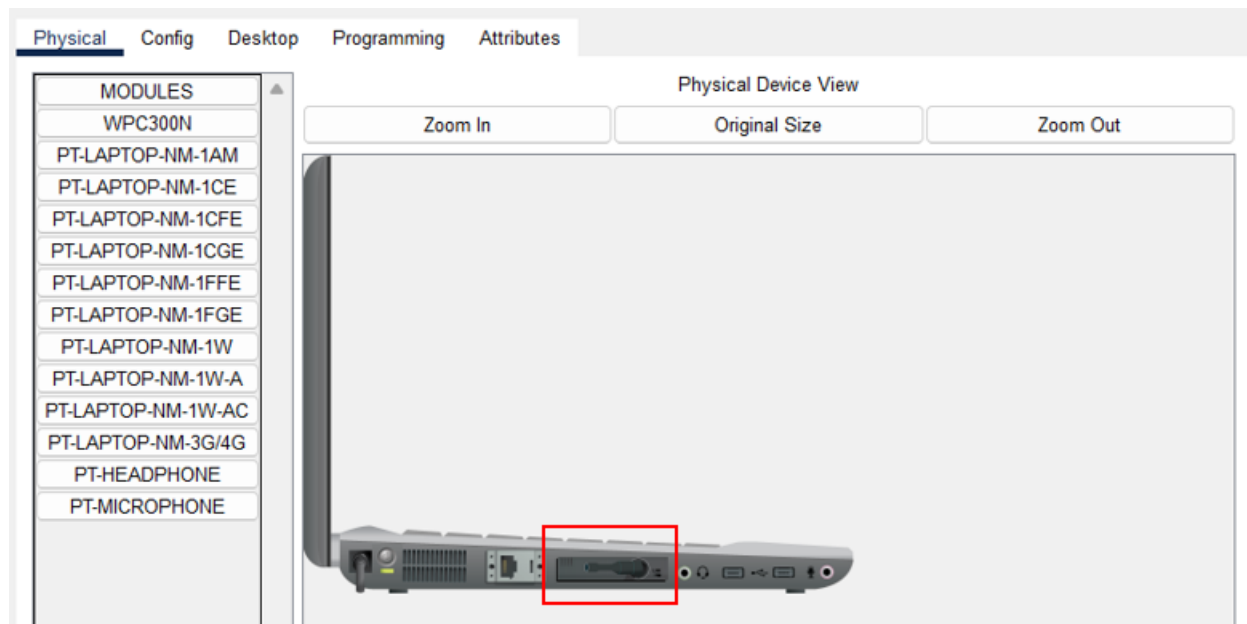 Physical Config Desktop Programming Attributes
MODULES
WPC300N
PT-LAPTOP-NM-1AM
PT-LAPTOP-NM-1CE
PT-LAPTOP-NM-1CFE
PT-LAPTOP-NM-1CGE
PT-LAPTOP-NM-1FFE
PT-LAPTOP-NM-1FGE
PT-LAPTOP-NM-1W
PT-LAPTOP-NM-1W-A
PT-LAPTOP-NM-1W-AC
PT-LAPTOP-NM-3G/4G
PT-HEADPHONE
PT-MICROPHONE
Physical Device View
Zoom In Original Size Zoom Out